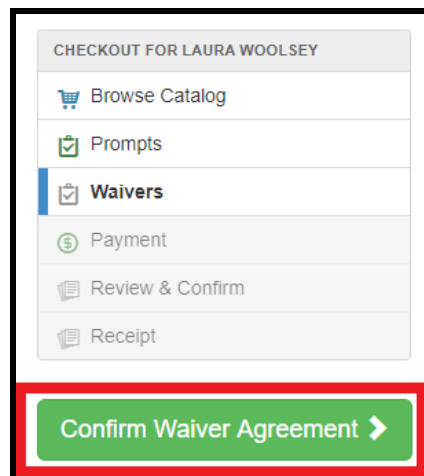 CHECKOUT FOR LAURA WOOLSEY
Browse Catalog
Prompts
Waivers
Payment
Review & Confirm
Receipt
Confirm Waiver Agreement